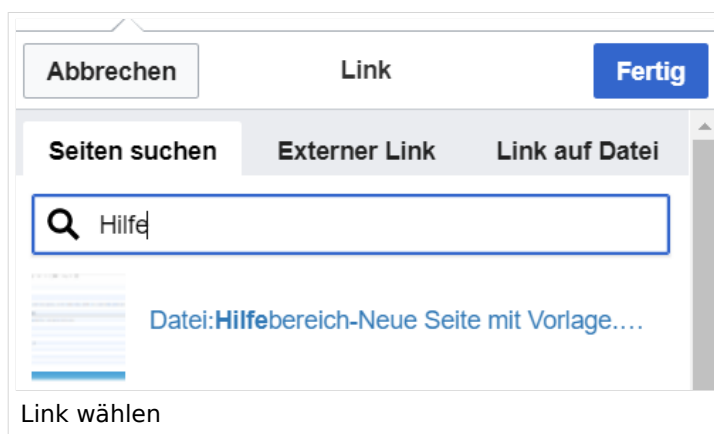 Abbrechen Link Fertig
Seiten suchen Externer Link Link auf Datei
Hilfe
Datei:Hilfebereich-Neue Seite mit Vorlage....
Link wählen